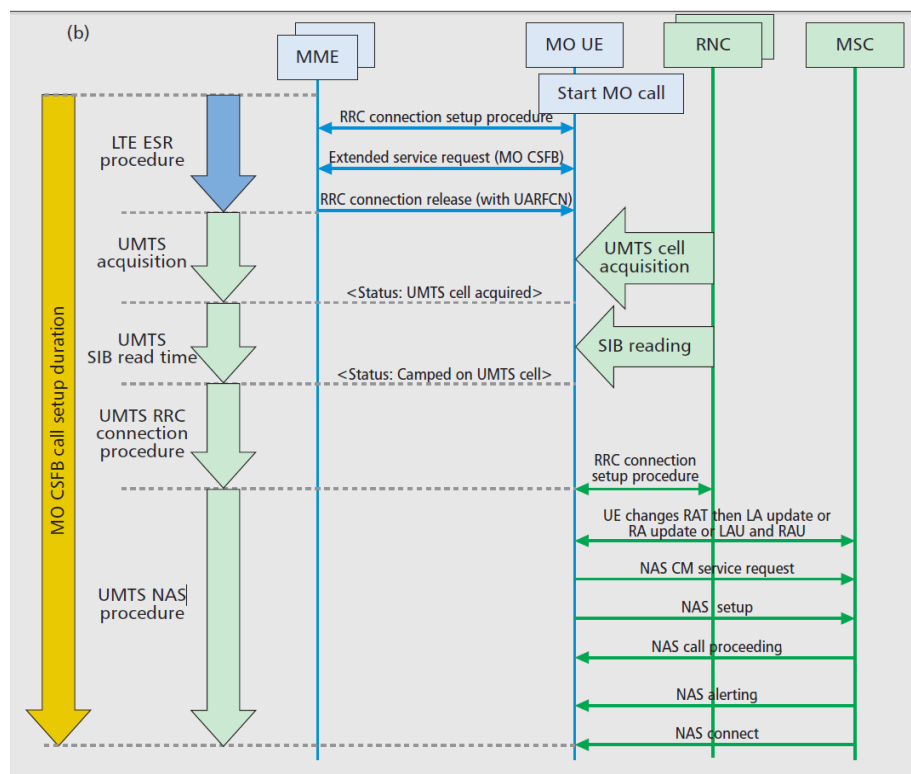 (b)
MME
MO UE
RNC
MSC
Start MO call
RRC connection setup procedure
LTE ESR
procedure
Extended service request (MO CSFB)
RRC connection release (with UARFCN)
UMTS
acquisition
UMTS cell
acquisition
<Status: UMTS cell acquired>
UMTS
SIB read time
SIB reading
<Status: Camped on UMTS cell>
MO CSFB call setup duration
UMTS RRC
connection
procedure
RRC connection
setup procedure
UE changes RAT then LA update or
RA update or LAU and RAU
NAS CM service request
UMTS NAS
procedure
NAS setup
NAS call proceeding
NAS alerting
NAS connect